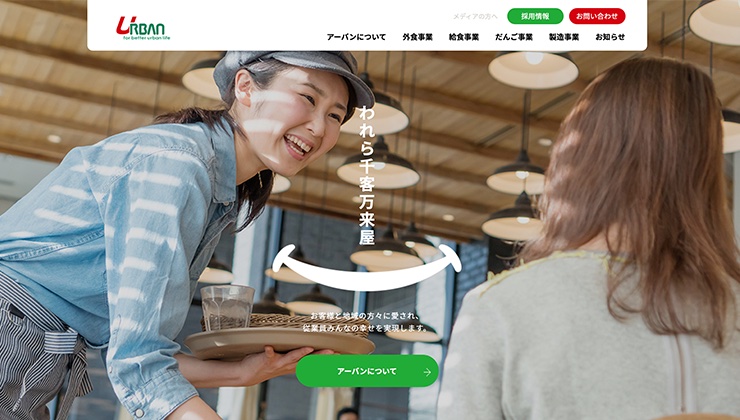 URBAN
for better urban life
メディアの方へ
採用情報
お問い合わせ
アーバンについて
外食事業
給食事業
だんご事業
製造事業
お知らせ
われら千客万来屋
お客様と地域の方々に愛され、
従業員みんなの幸せを実現します。
アーバンについて